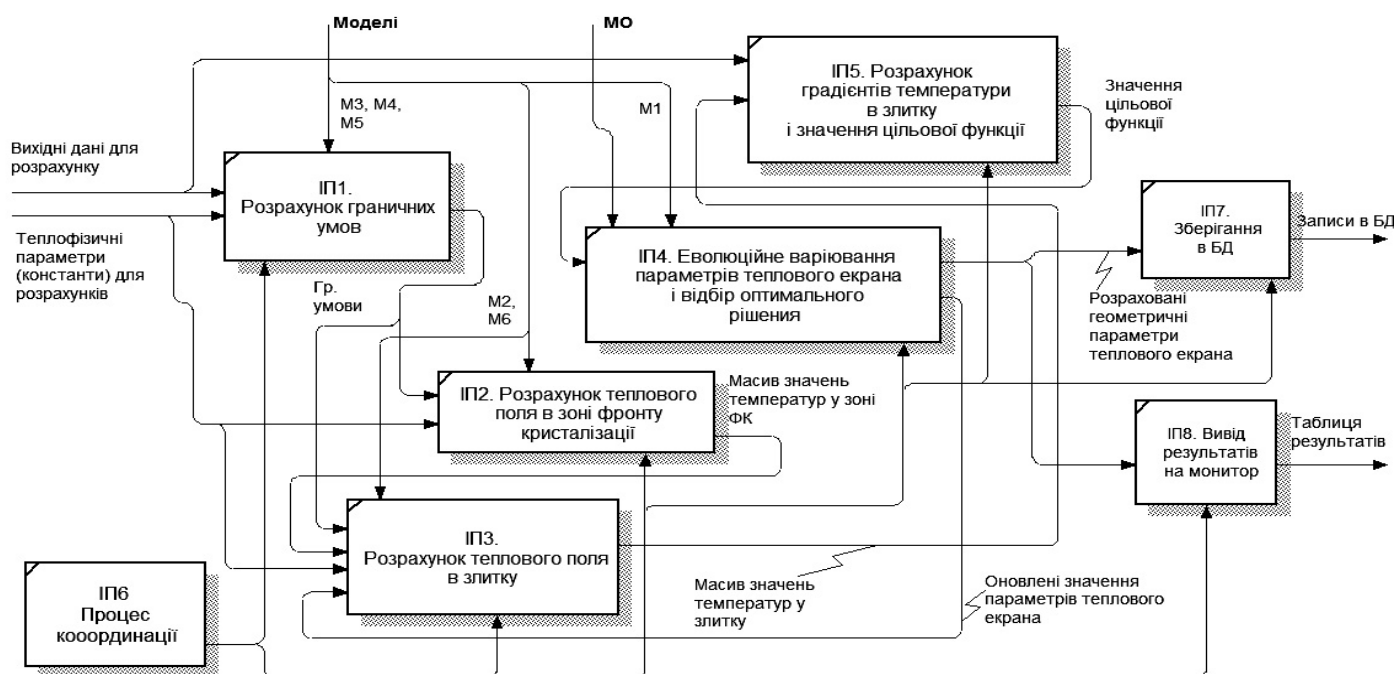 Моделі
МО
ІП5. Розрахунок
градієнтів температури
в злитку
і значення цільової функції
Значення
цільової
функції
М3, М4,
М5
М1
Вихідні дані для
розрахунку
ІП1.
Розрахунок граничних
умов
ІП7.
Зберігання
в БД
Записи в БД
Теплофізичні
параметри
(константи) для
розрахунків
ІП4. Еволюційне варіювання
параметрів теплового екрана
і відбір оптимального
рішення
Гр.
умови
М2,
М6
Розраховані
геометричні
параметри
теплового екрана
ІП2. Розрахунок теплового
поля в зоні фронту
кристалізації
Масив значень
температур у зоні
ФК
ІП8. Вивід
результатів
на монитор
Таблиця
результатів
ІП3.
Розрахунок теплового поля
в злитку
ІП6
Процес
кооординації
Масив значень
температур у
злитку
Оновлені значення
параметрів теплового
екрана